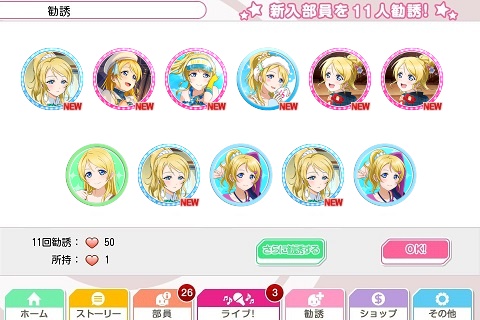 勧誘
新入部員を11人勧誘!
NEW
NEW
NEW
NEW
NEW
NEW
NEW
NEW
NEW
11回勧誘： 50
所持： 1
さらに勧誘する
OK!
26
3
ホーム
ストーリー
部員
ライブ!
勧誘
ショップ
その他